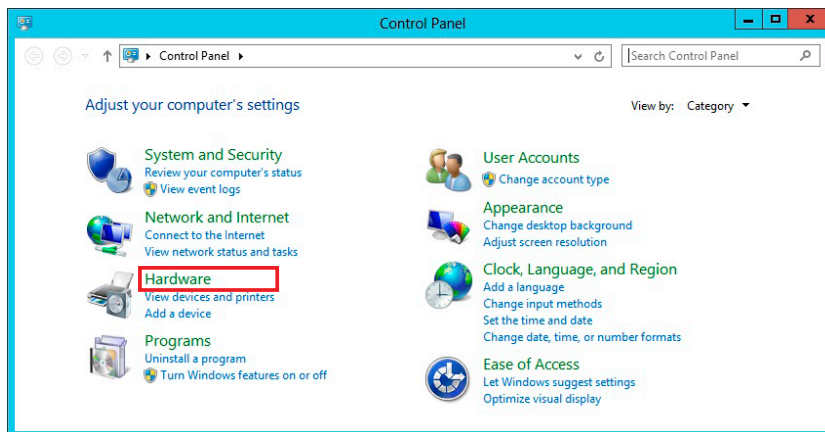 Control Panel
Control Panel
Search Control Panel
Adjust your computer's settings
View by: Category
System and Security
Review your computer's status
View event logs
Network and Internet
Connect to the Internet
View network status and tasks
Hardware
View devices and printers
Add a device
Programs
Uninstall a program
Turn Windows features on or off
User Accounts
Change account type
Appearance
Change desktop background
Adjust screen resolution
Clock, Language, and Region
Add a language
Change input methods
Set the time and date
Change date, time, or number formats
Ease of Access
Let Windows suggest settings
Optimize visual display